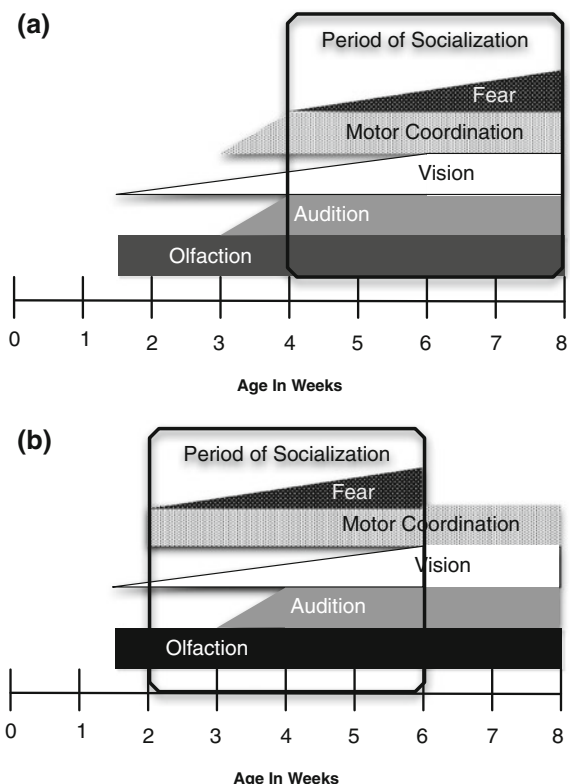 (a)
Period of Socialization
Fear
Motor Coordination
Vision
Audition
Olfaction
0 1 2 3 4 5 6 7 8
Age In Weeks
(b)
Period of Socialization
Fear
Motor Coordination
Vision
Audition
Olfaction
0 1 2 3 4 5 6 7 8
Age In Weeks